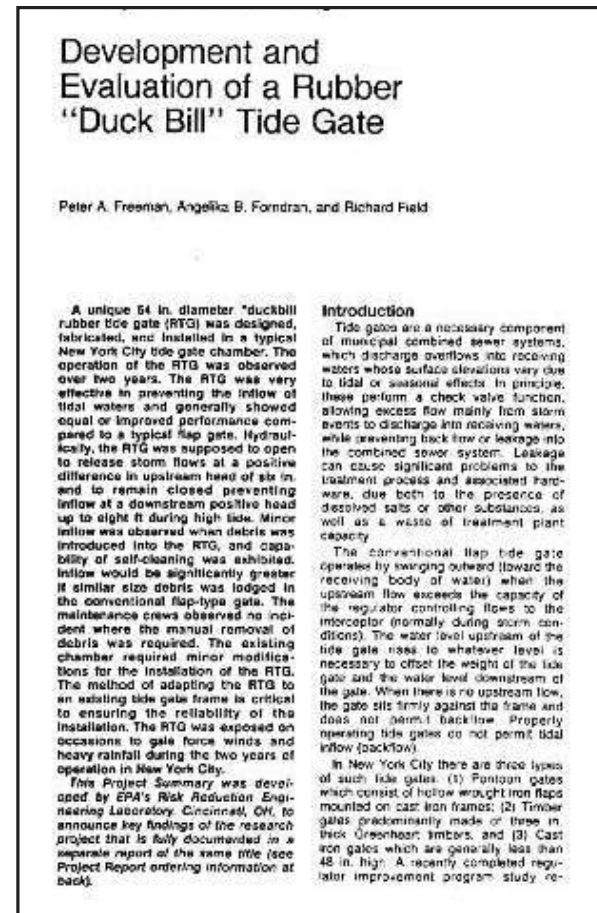 Development and
Evaluation of a Rubber
"Duck Bill" Tide Gate
Peter A. Freeman, Angelika B. Forndran, and Richard Field
A unique 54 in. diameter "duckbill
rubber tide gate (RTG) was designed,
fabricated, and installed in a typical
New York City tide gate chamber. The
operation of the RTG was observed
over two years. The RTG was very
effective in preventing the inflow of
tidal waters and generally showed
equal or improved performance com-
pared to a typical flap gate. Hydraul-
ically, the RTG was supposed to open
to release storm flows at a positive
difference in upstream head of six in.
and to remain closed preventing
inflow at a downstream positive head
up to eight ft during high tide. Minor
inflow was observed when debris was
introduced into the RTG, and capa-
bility of self-cleaning was exhibited.
Inflow would be significantly greater
if similar size debris was lodged in
the conventional flap-type gate. The
maintenance crews observed no inci-
dent where the manual removal of
debris was required. The existing
chamber required minor modifica-
tions for the installation of the RTG.
The method of adapting the RTG to
an existing tide gate frame is critical
to ensuring the reliability of the
installation. The RTG was exposed on
occasions to gale force winds and
heavy rainfall during the two years of
operation in New York City.
This Project Summary was devel-
oped by EPA's Risk Reduction Engi-
neering Laboratory, Cincinnati, OH, to
announce key findings of the research
project that is fully documented in a
separate report of the same title (see
Project Report ordering information at
back).
Introduction
Tide gates are a necessary component
of municipal combined sewer systems,
which discharge overflows into receiving
waters whose surface elevations vary due
to tidal or seasonal effects. In principle,
these perform a check valve function,
allowing excess flow mainly from storm
events to discharge into receiving waters,
while preventing back flow or leakage into
the combined sewer system. Leakage
can cause significant problems to the
treatment process and associated hard-
ware, due both to the presence of
dissolved salts or other substances, as
well as a waste of treatment plant
capacity
The conventional flap tide gate
operates by swinging outward (toward the
receiving body of water) when the
upstream flow exceeds the capacity of
the regulator controlling flows to the
interceptor (normally during storm con-
ditions). The water level upstream of the
tide gate rises to whatever level is
necessary to offset the weight of the tide
gate and the water level downstream of
the gate. When there is no upstream flow,
the gate sits firmly against the frame and
does not permit backflow. Properly
operating tide gates do not permit tidal
inflow (backflow).
In New York City there are three types
of such tide gates: (1) Pontoon gates
which consist of hollow wrought iron flaps
mounted on cast iron frames; (2) Timber
gates predominantly made of three in.
thick Greenheart timbers, and (3) Cast
iron gates which are generally less than
48 in. high. A recently completed regu-
lator improvement program study re-